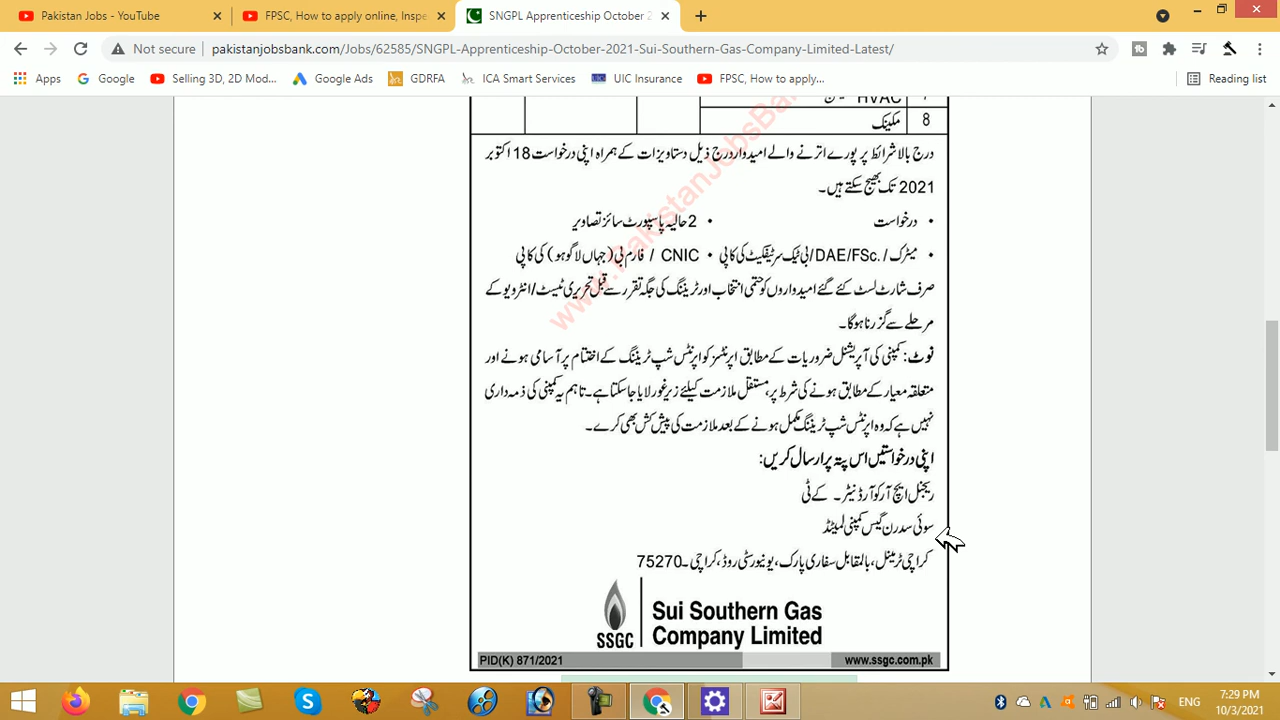 Pakistan Jobs - YouTube
FPSC, How to apply online, Inspe
SNGPL Apprenticeship October 2
Not secure
pakistanjobsbank.com/Jobs/62585/SNGPL-Apprenticeship-October-2021-Sui-Southern-Gas-Company-Limited-Latest/
Apps
Google
Selling 3D, 2D Mod...
Google Ads
GDRFA
ICA Smart Services
UIC Insurance
FPSC, How to apply...
Reading list
HVAC
8 مکینک
درج بالا شرائط پر پورے اترنے والے امیدوار درج ذیل دستاویزات کے ہمراہ اپنی درخواست 18 اکتوبر
2021 تک بھیج سکتے ہیں۔
• درخواست • 2 حالیہ پاسپورٹ سائز تصاویر
• میٹرک / DAE/FSc./ بی ٹیک سرٹیفکیٹ کی کاپی • CNIC / فارم بی (جہاں لاگو ہو) کی کاپی
صرف شارٹ لسٹ کئے گئے امیدواروں کو حتمی انتخاب اور ٹریننگ کی جگہ تقرر سے قبل تحریری ٹیسٹ/انٹرویو کے
مرحلے سے گزرنا ہوگا۔
نوٹ: کمپنی کی آپریشنل ضروریات کے مطابق اپرنٹسز کو اپرنٹس شپ ٹریننگ کے اختتام پر آسامی ہونے اور
متعلقہ معیار کے مطابق ہونے کی شرط پر، مستقل ملازمت کیلئے زیر غور لایا جاسکتا ہے۔ تاہم یہ کمپنی کی ذمہ داری
نہیں ہے کہ وہ اپرنٹس شپ ٹریننگ مکمل ہونے کے بعد ملازمت کی پیش کش بھی کرے۔
اپنی درخواستیں اس پتہ پر ارسال کریں:
ریجنل ایچ آر کوآرڈنیٹر ۔ کے ٹی
سوئی سدرن گیس کمپنی لمیٹڈ
کراچی ٹرمینل، بالمقابل سفاری پارک، یونیورسٹی روڈ، کراچی۔75270
SSGC
Sui Southern Gas
Company Limited
PID(K) 871/2021
www.ssgc.com.pk
www.PakistanJobsBan
ENG
7:29 PM
10/3/2021